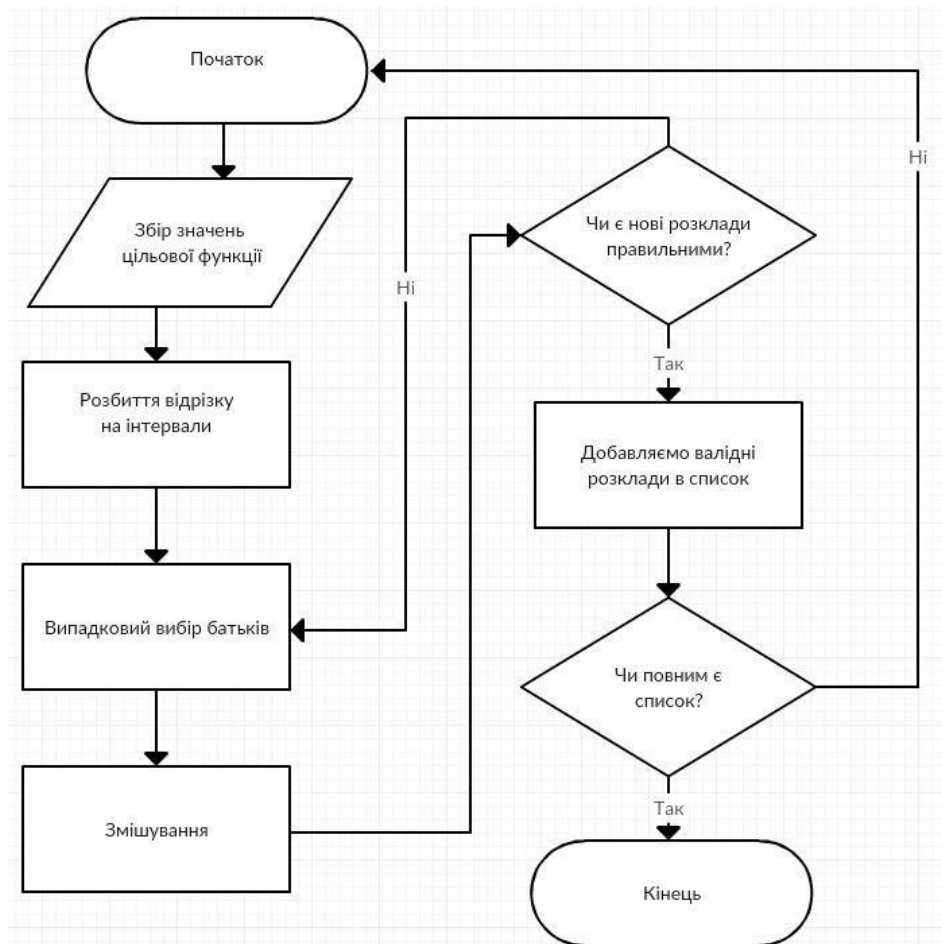 Початок
Збір значень
цільової функції
Розбиття відрізку
на інтервали
Випадковий вибір батьків
Змішування
Ні
Чи є нові розклади
правильними?
Так
Добавляємо валідні
розклади в список
Чи повним є
список?
Ні
Так
Кінець